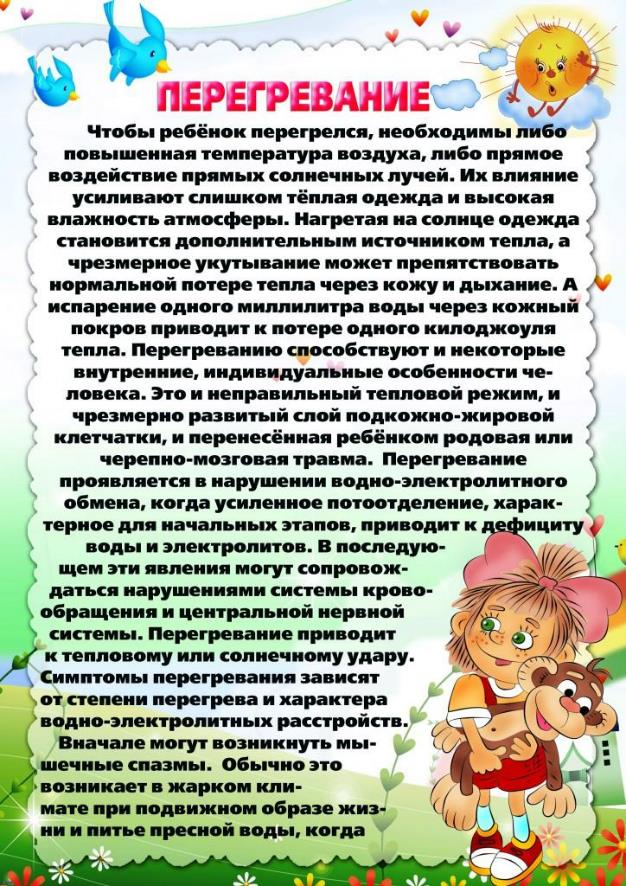 ПЕРЕГРЕВАНИЕ
Чтобы ребёнок перегрелся, необходимы либо
повышенная температура воздуха, либо прямое
воздействие прямых солнечных лучей. Их влияние
усиливают слишком тёплая одежда и высокая
влажность атмосферы. Нагретая на солнце одежда
становится дополнительным источником тепла, а
чрезмерное укутывание может препятствовать
нормальной потере тепла через кожу и дыхание. А
испарение одного миллилитра воды через кожный
покров приводит к потере одного килоджоуля
тепла. Перегреванию способствуют и некоторые
внутренние, индивидуальные особенности че-
ловека. Это и неправильный тепловой режим, и
чрезмерно развитый слой подкожно-жировой
клетчатки, и перенесённая ребёнком родовая или
черепно-мозговая травма. Перегревание
проявляется в нарушении водно-электролитного
обмена, когда усиленное потоотделение, харак-
терное для начальных этапов, приводит к дефициту
воды и электролитов. В последую-
щем эти явления могут сопровож-
даться нарушениями системы крово-
обращения и центральной нервной
системы. Перегревание приводит
к тепловому или солнечному удару.
Симптомы перегревания зависят
от степени перегрева и характера
водно-электролитных расстройств.
Вначале могут возникнуть мы-
шечные спазмы. Обычно это
возникает в жарком кли-
мате при подвижном образе жиз-
ни и питье пресной воды, когда